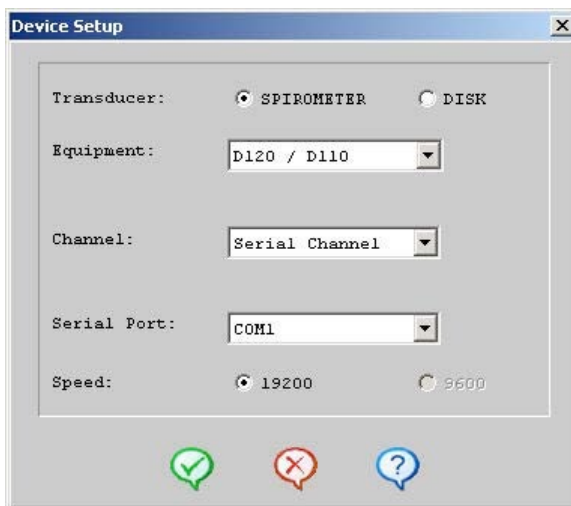 Device Setup
Transducer: SPIROMETER DISK
Equipment: D120 / D110
Channel: Serial Channel
Serial Port: COM1
Speed: 19200 9600
?